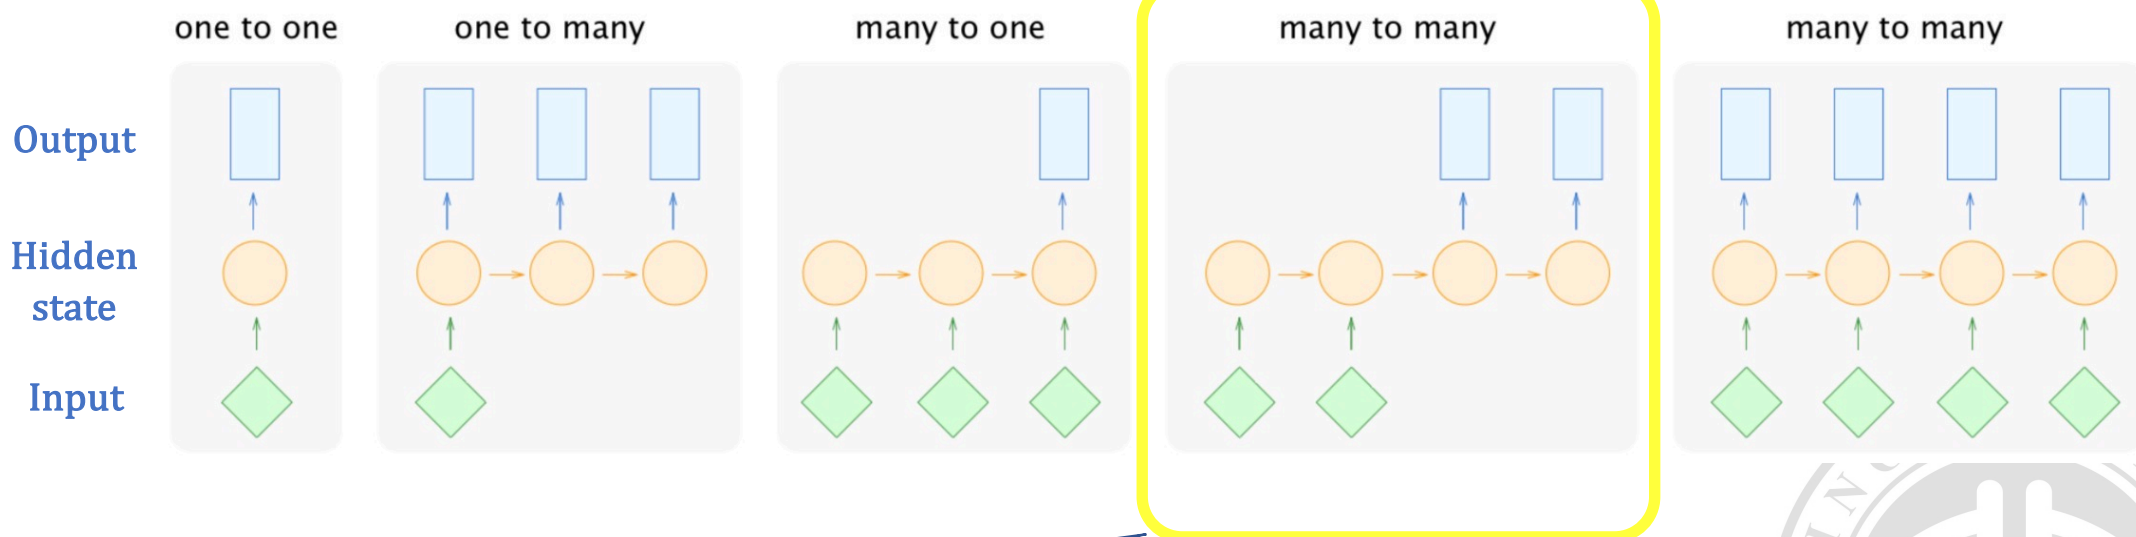 one to one
one to many
many to one
many to many
many to many
Output
Hidden
state
Input